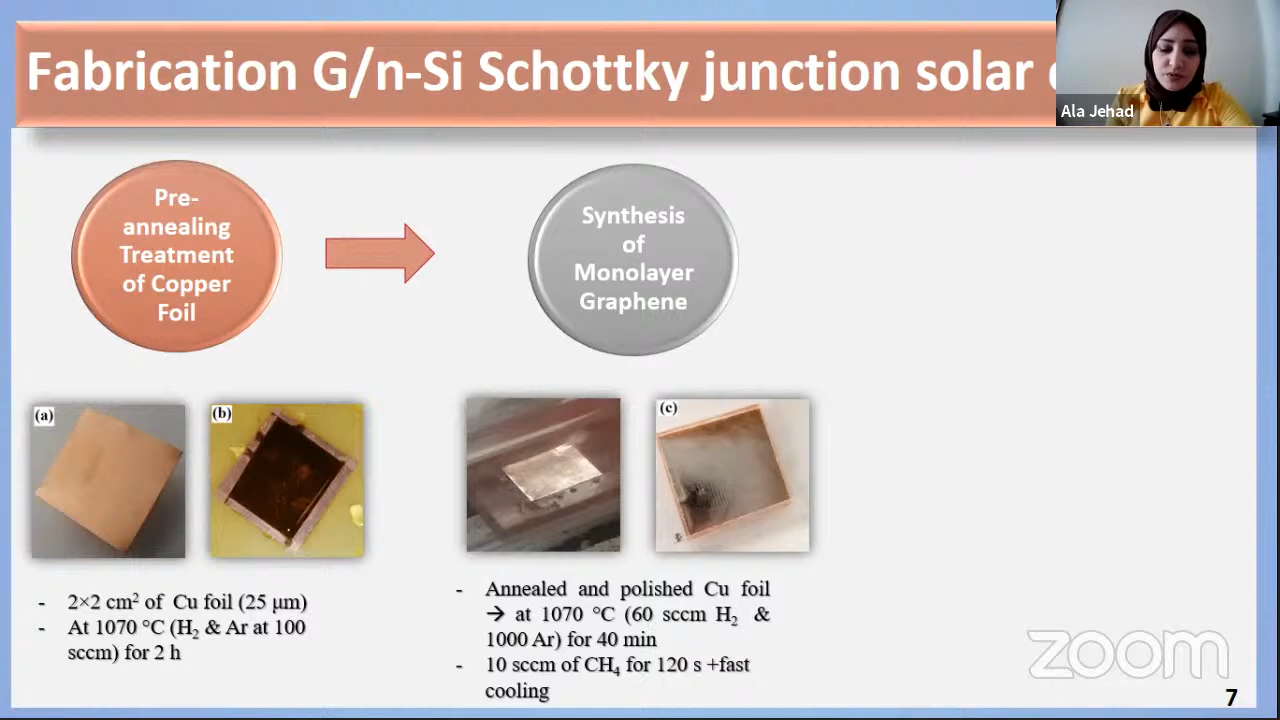 Fabrication G/n-Si Schottky junction solar
Ala Jehad
Pre-
annealing
Treatment
of Copper
Foil
Synthesis
of
Monolayer
Graphene
(a)
(b)
(c)
- 2×2 cm² of Cu foil (25 μm)
- At 1070 °C (H₂ & Ar at 100
sccm) for 2 h
- Annealed and polished Cu foil
→ at 1070 °C (60 sccm H₂ &
1000 Ar) for 40 min
- 10 sccm of CH₄ for 120 s +fast
cooling
zoom
7